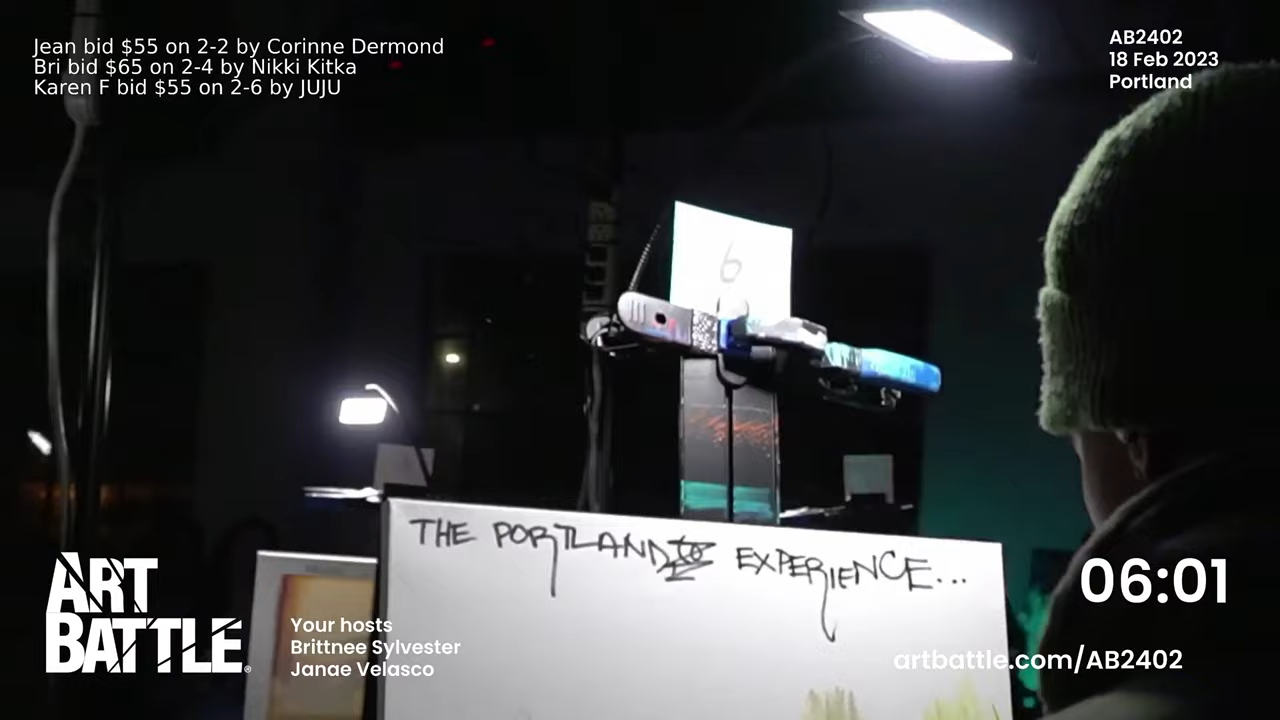 Jean bid $55 on 2-2 by Corinne Dermond
Bri bid $65 on 2-4 by Nikki Kitka
Karen F bid $55 on 2-6 by JUJU
AB2402
18 Feb 2023
Portland
6
THE PORTLAND EXPERIENCE...
ART
BATTLE
Your hosts
Brittnee Sylvester
Janae Velasco
06:01
artbattle.com/AB2402